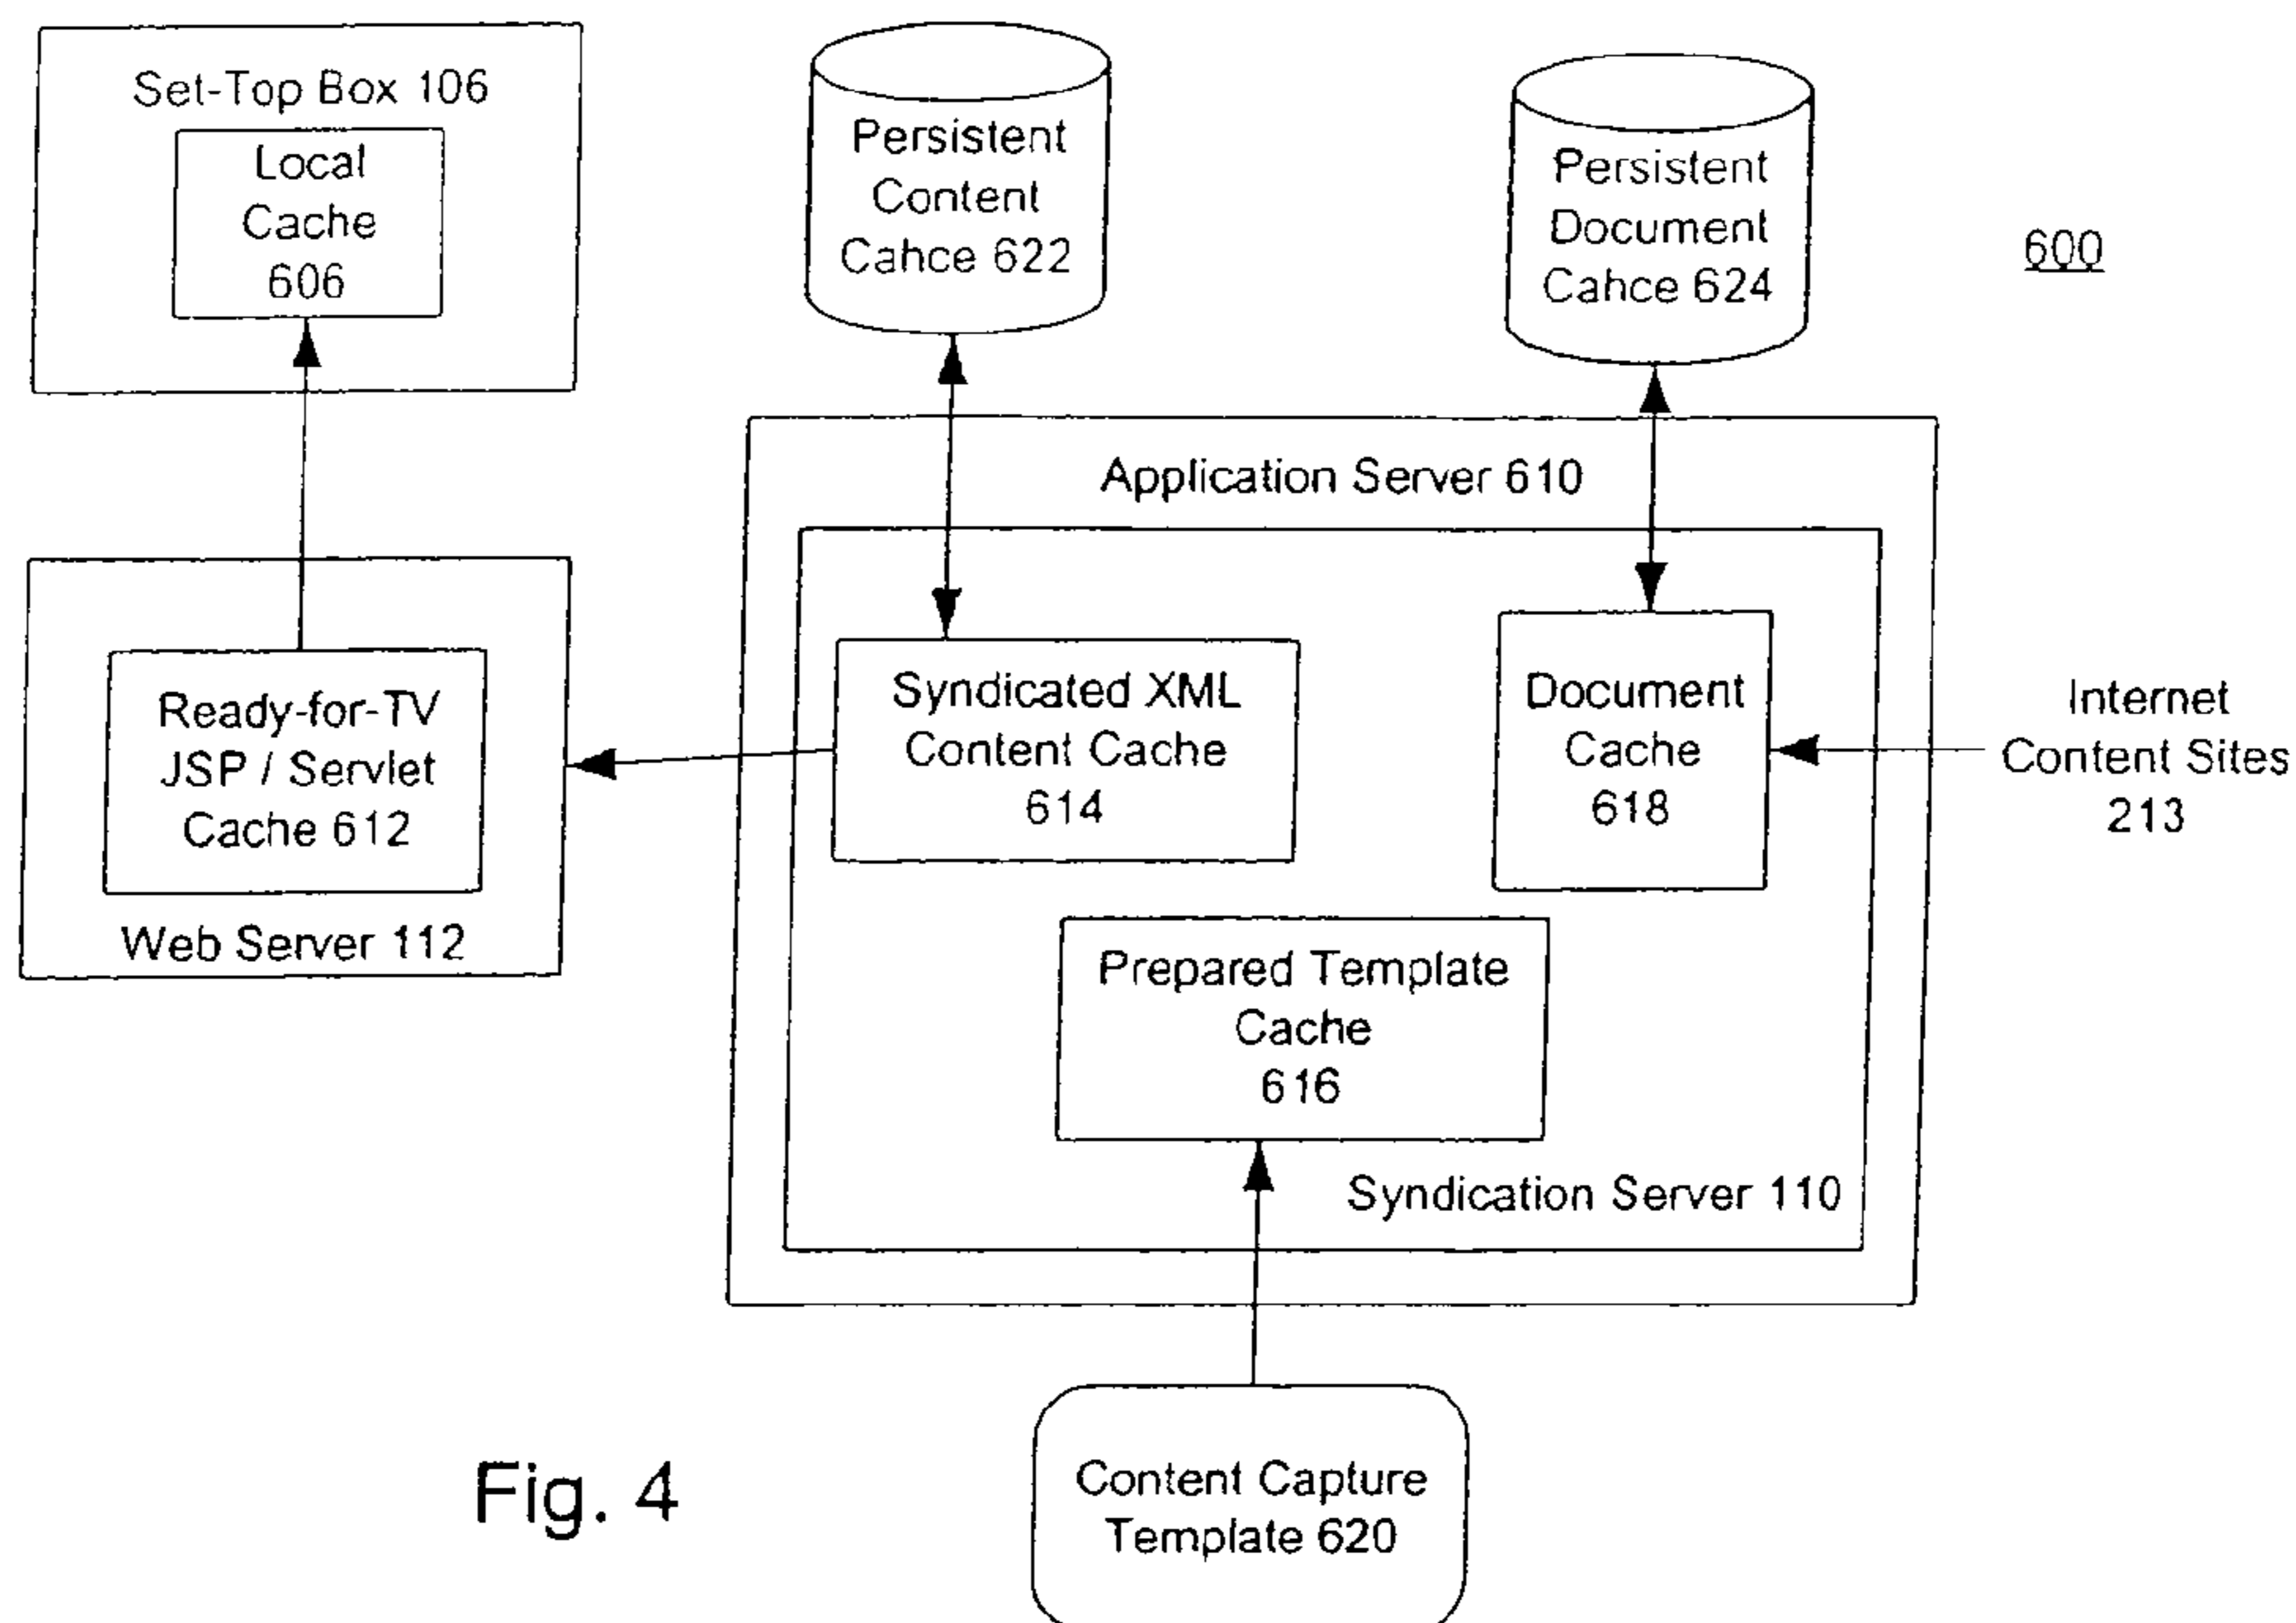 Set-Top Box 106
Local
Cache
606
Persistent
Content
Cahce 622
Persistent
Document
Cahce 624
600
Application Server 610
Ready-for-TV
JSP / Servlet
Cache 612
Web Server 112
Syndicated XML
Content Cache
614
Document
Cache
618
Internet
Content Sites
213
Prepared Template
Cache
616
Syndication Server 110
Content Capture
Template 620
Fig. 4